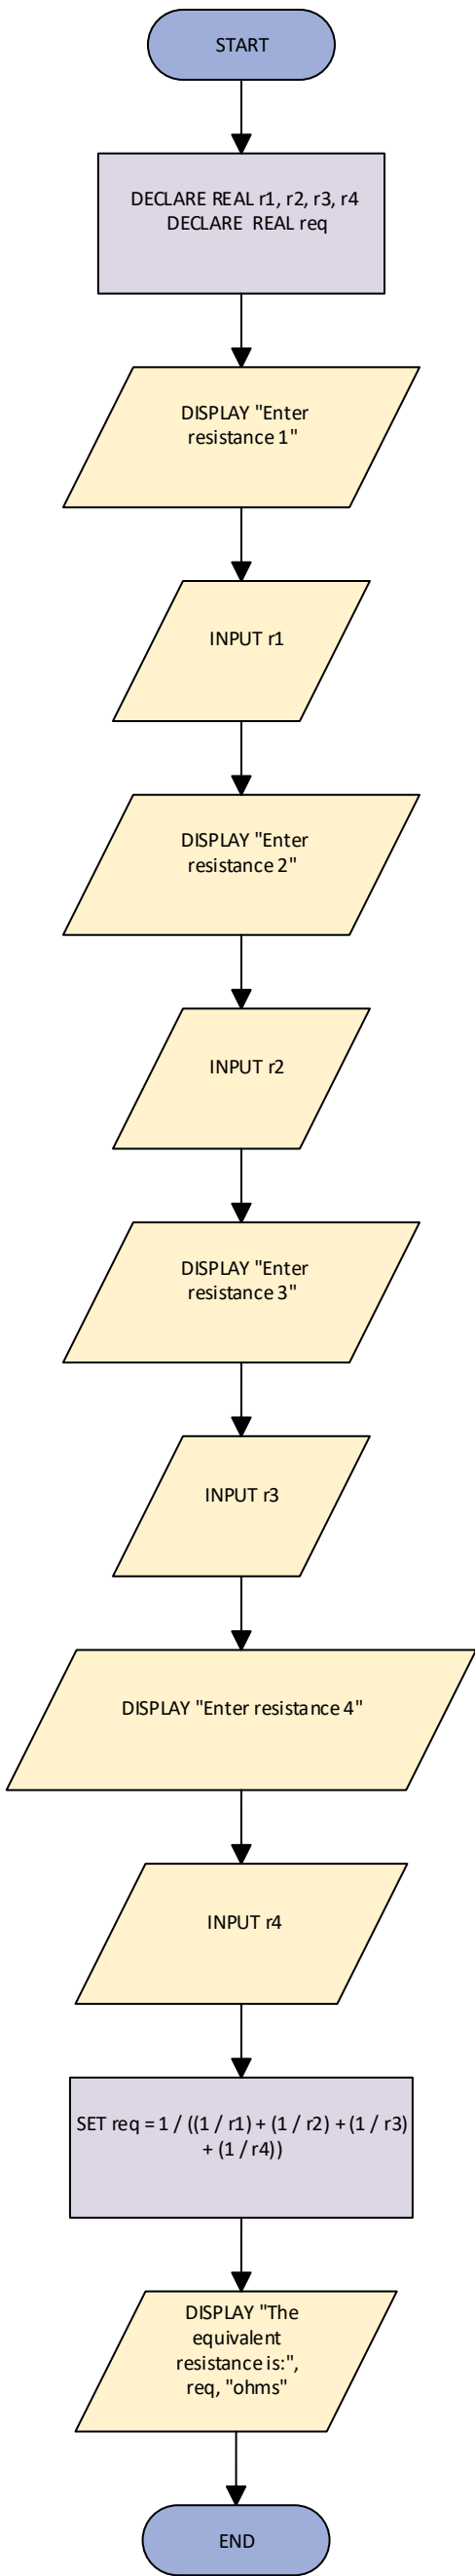 START
DECLARE REAL r1, r2, r3, r4
DECLARE  REAL req
DISPLAY "Enter
resistance 1"
INPUT r1
DISPLAY "Enter
resistance 2"
INPUT r2
DISPLAY "Enter
resistance 3"
INPUT r3
DISPLAY "Enter resistance 4"
INPUT r4
SET req = 1 / ((1 / r1) + (1 / r2) + (1 / r3)
+ (1 / r4))
DISPLAY "The
equivalent
resistance is:",
req, "ohms"
END